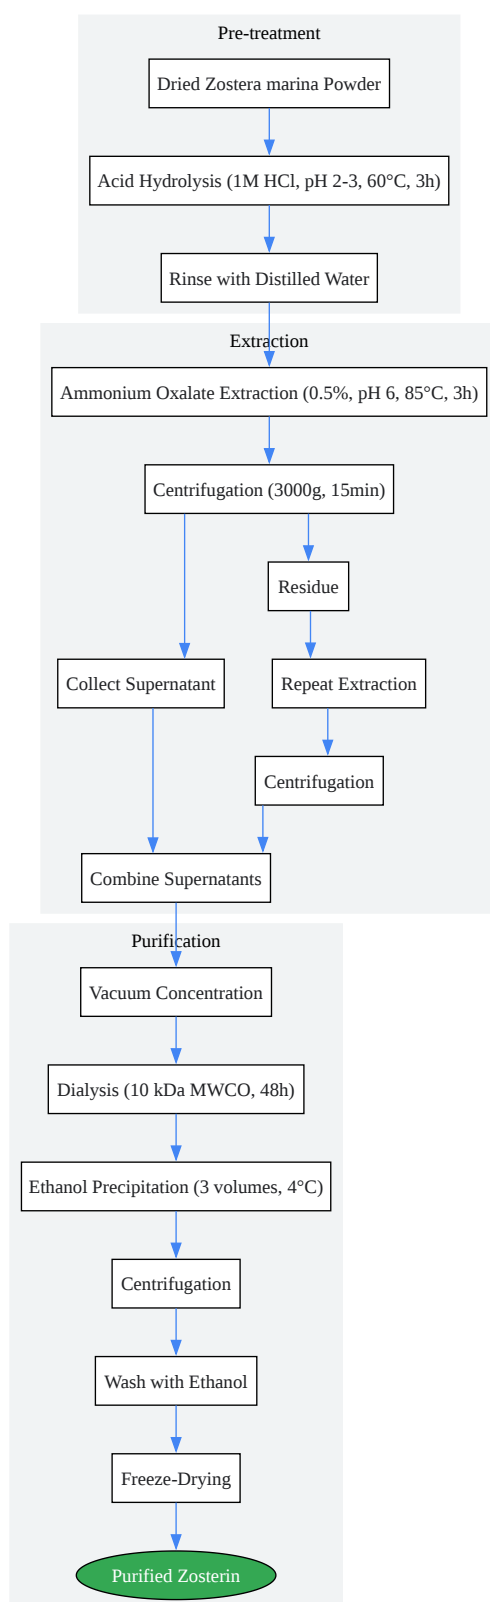 Pre-treatment
Dried Zostera marina Powder
Acid Hydrolysis (1M HCl, pH 2-3, 60°C, 3h)
Rinse with Distilled Water
Extraction
Ammonium Oxalate Extraction (0.5%, pH 6, 85°C, 3h)
Centrifugation (3000g, 15min)
Residue
Collect Supernatant
Repeat Extraction
Centrifugation
Combine Supernatants
Purification
Vacuum Concentration
Dialysis (10 kDa MWCO, 48h)
Ethanol Precipitation (3 volumes, 4°C)
Centrifugation
Wash with Ethanol
Freeze-Drying
Purified Zosterin